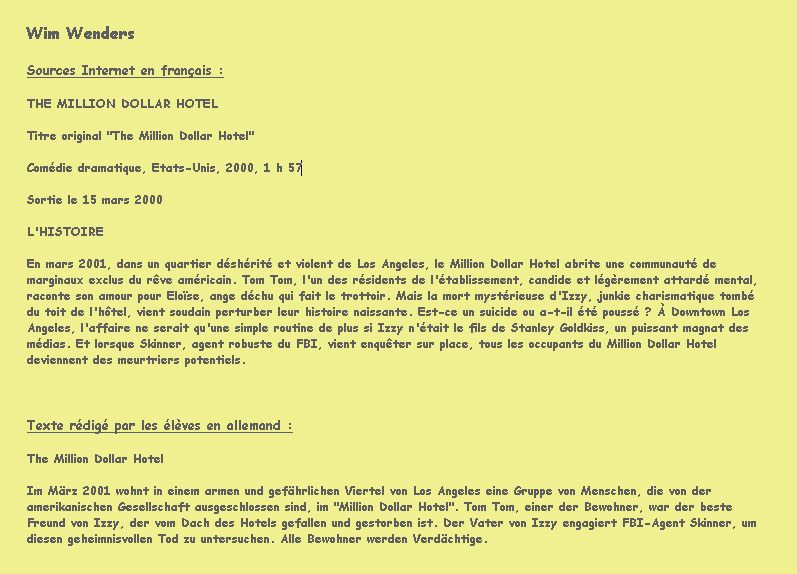 Wim Wenders
Sources Internet en français :
THE MILLION DOLLAR HOTEL
Titre original "The Million Dollar Hotel"
Comédie dramatique, Etats-Unis, 2000, 1 h 57
Sortie le 15 mars 2000
L'HISTOIRE
En mars 2001, dans un quartier déshérité et violent de Los Angeles, le Million Dollar Hotel abrite une communauté de
marginaux exclus du rêve américain. Tom Tom, l'un des résidents de l'établissement, candide et légèrement attardé mental,
raconte son amour pour Eloïse, ange déchu qui fait le trottoir. Mais la mort mystérieuse d'Izzy, junkie charismatique tombé
du toit de l'hôtel, vient soudain perturber leur histoire naissante. Est-ce un suicide ou a-t-il été poussé ? À Downtown Los
Angeles, l'affaire ne serait qu'une simple routine de plus si Izzy n'était le fils de Stanley Goldkiss, un puissant magnat des
médias. Et lorsque Skinner, agent robuste du FBI, vient enquêter sur place, tous les occupants du Million Dollar Hotel
deviennent des meurtriers potentiels.
Texte rédigé par les élèves en allemand :
The Million Dollar Hotel
Im März 2001 wohnt in einem armen und gefährlichen Viertel von Los Angeles eine Gruppe von Menschen, die von der
amerikanischen Gesellschaft ausgeschlossen sind, im "Million Dollar Hotel". Tom Tom, einer der Bewohner, war der beste
Freund von Izzy, der vom Dach des Hotels gefallen und gestorben ist. Der Vater von Izzy engagiert FBI-Agent Skinner, um
diesen geheimnisvollen Tod zu untersuchen. Alle Bewohner werden Verdächtige.